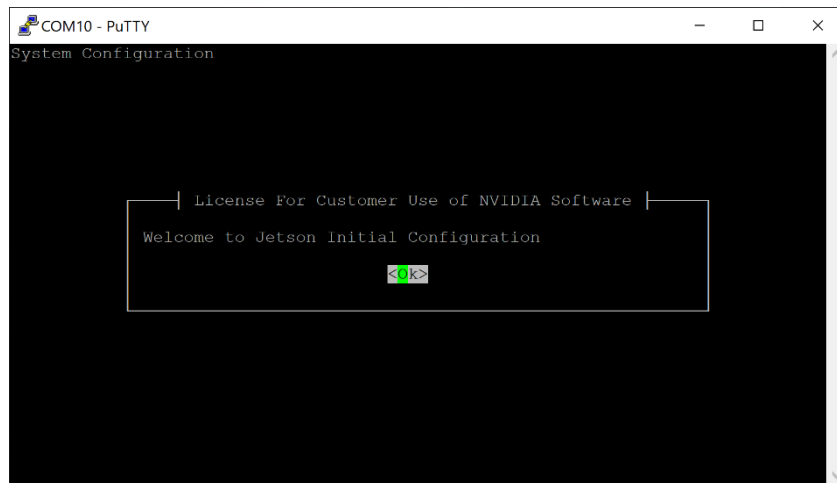 COM10 - PuTTY
System Configuration
License For Customer Use of NVIDIA Software
Welcome to Jetson Initial Configuration
<Ok>